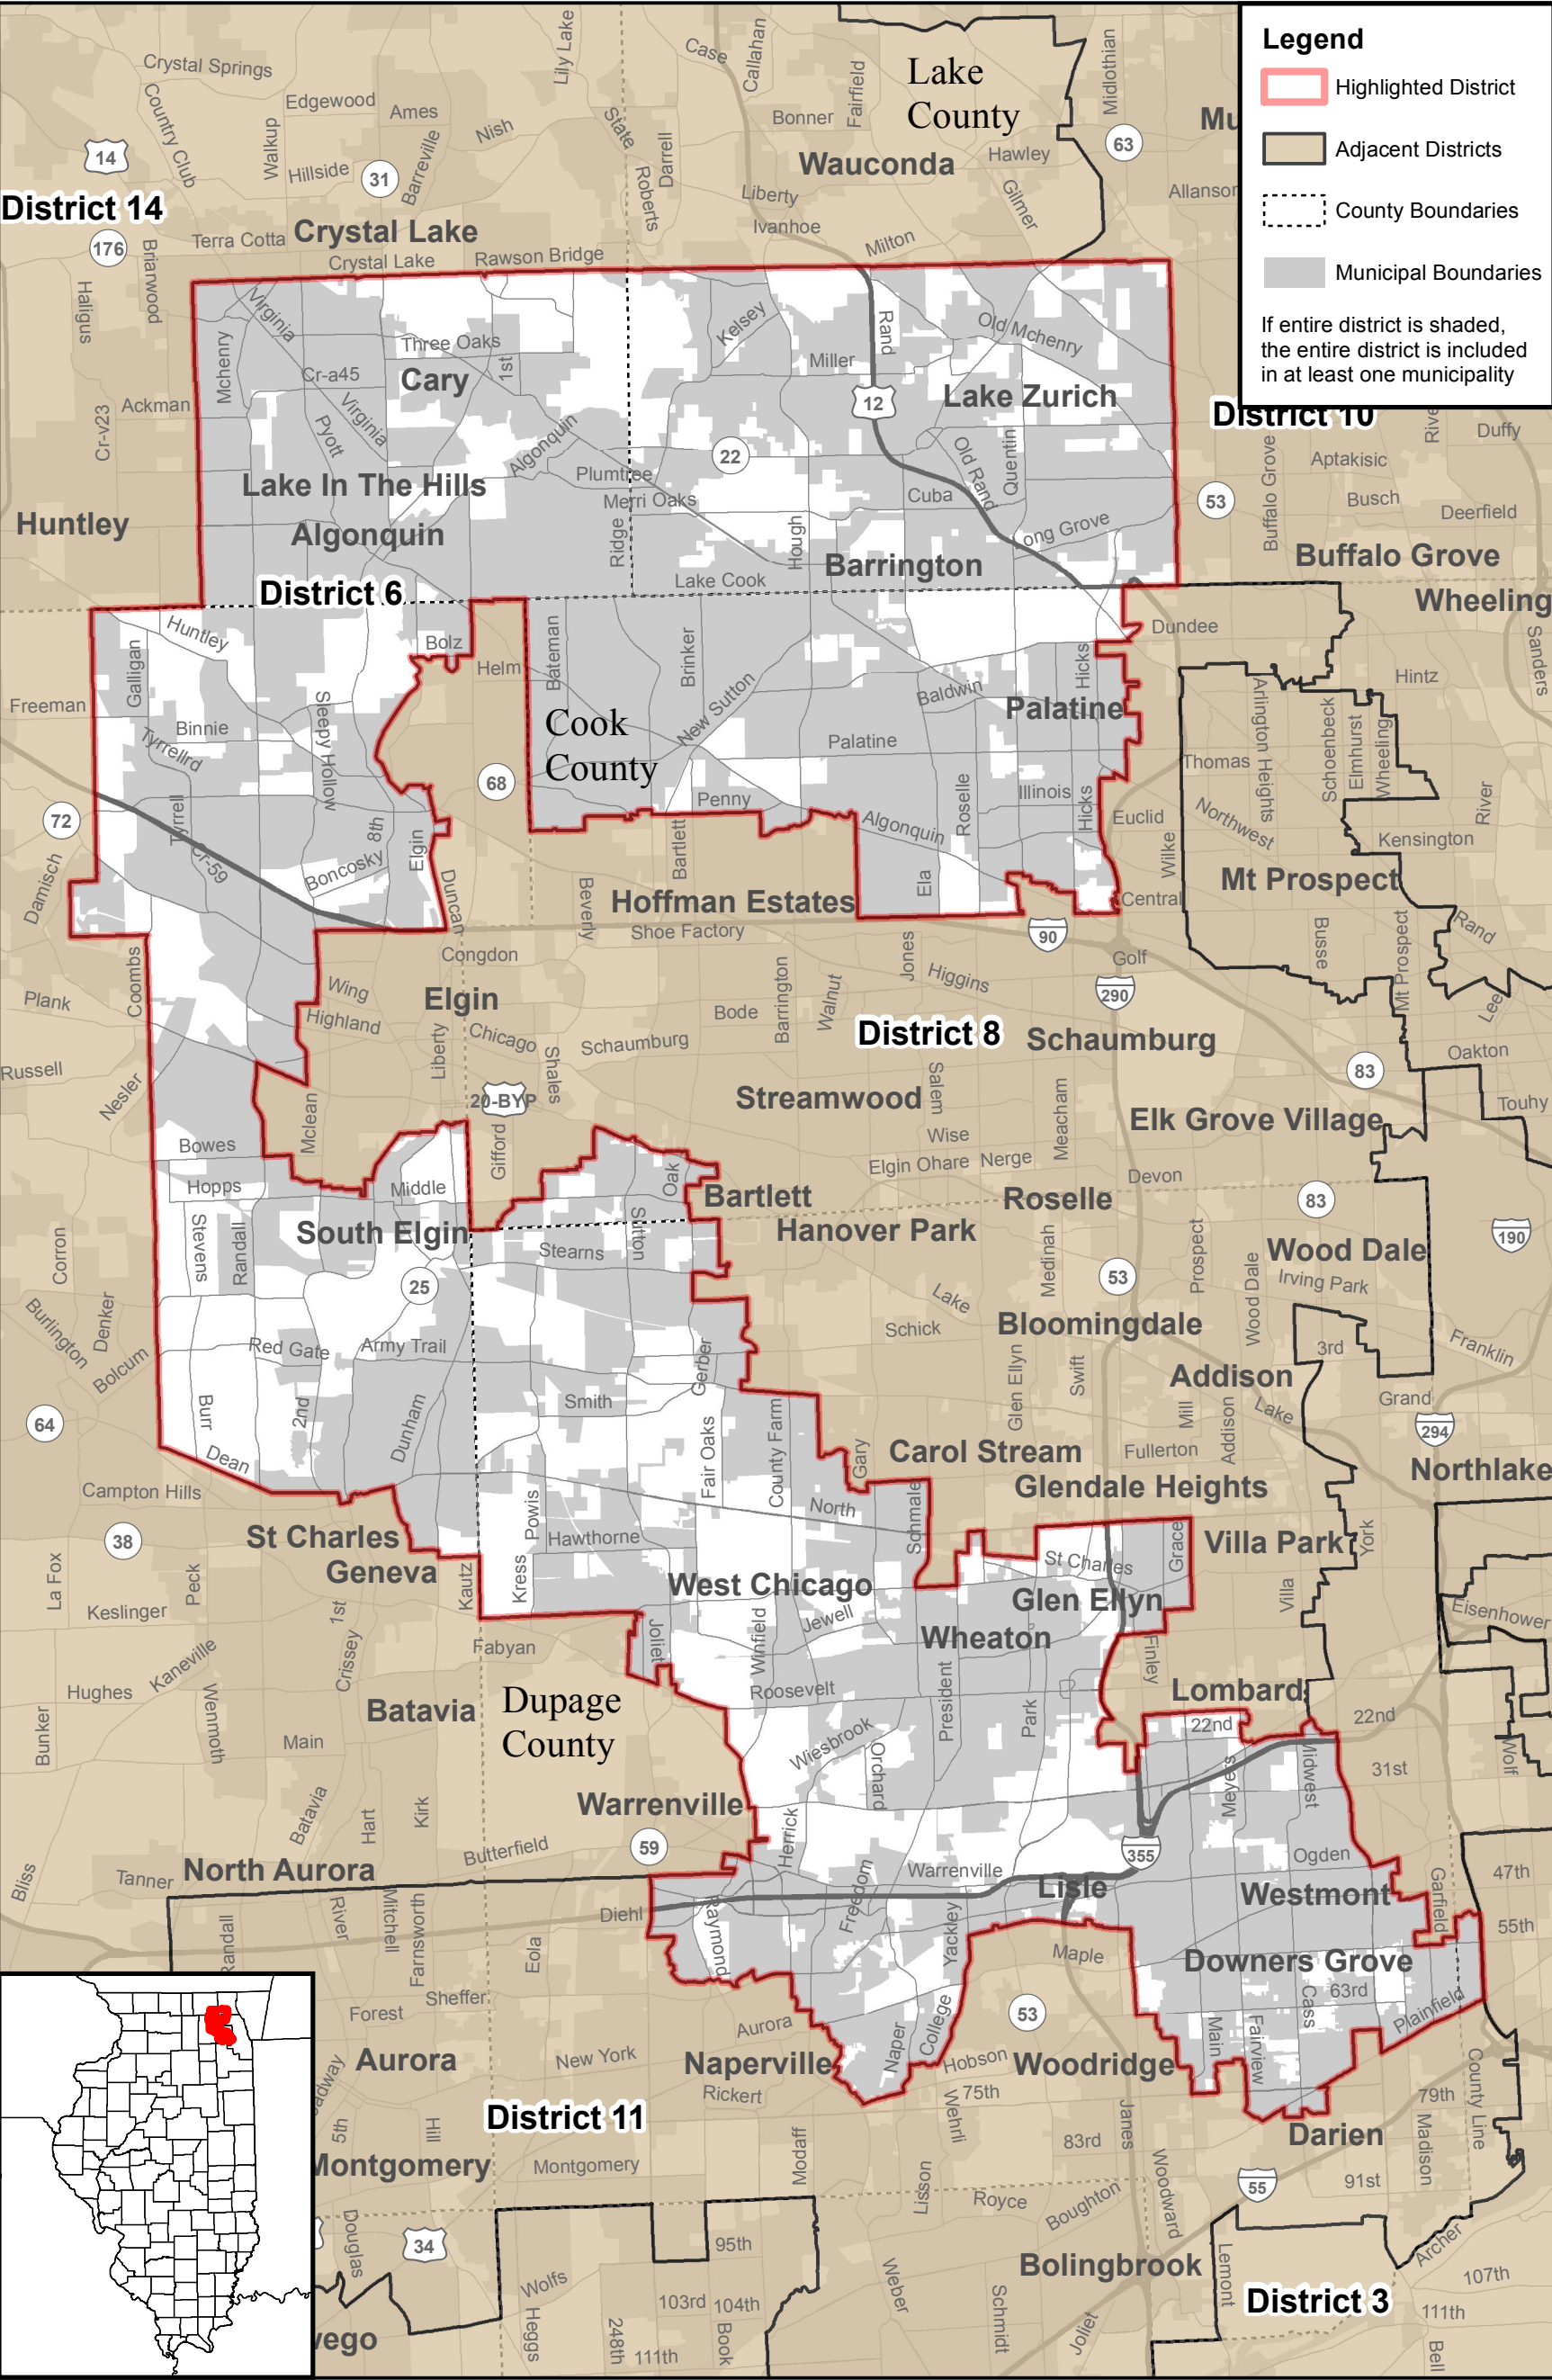 Legend
Highlighted District
Adjacent Districts
County Boundaries
Municipal Boundaries
If entire district is shaded,
the entire district is included
in at least one municipality
Lily Lake
Case
Callahan
Crystal Springs
Lake
County
Midlothian
Country Club
Edgewood
Ames
Fairfield
Bonner
State
Nish
Walkup
Barreville
Darrell
Mu
14
Hillside
31
63
Hawley
Wauconda
Roberts
Liberty
Gilmer
Allanson
District 14
Ivanhoe
Crystal Lake
Terra Cotta
176
Briarwood
Milton
Rawson Bridge
Crystal Lake
Haligus
Virginia
Kelsey
Rand
Old Mchenry
Mchenry
Three Oaks
Miller
1st
Cr-a45
Cary
Lake Zurich
12
Ackman
Cr-v23
Virginia
Pyott
District 10
Rive
Duffy
Algonquin
22
Old Rand
Quentin
Buffalo Grove
Aptakisic
Plumtree
Lake In The Hills
Merri Oaks
Cuba
53
Busch
Deerfield
Huntley
Algonquin
Ridge
Hough
Long Grove
Buffalo Grove
Barrington
Lake Cook
District 6
Wheeling
Huntley
Bolz
Dundee
Sanders
Galligan
Helm
Bateman
Brinker
Hicks
Hintz
Freeman
Sleepy Hollow
New Sutton
Baldwin
Palatine
Arlington Heights
Schoenbeck
Elmhurst
Wheeling
Binnie
Cook
County
Palatine
Tyrrellrd
Thomas
68
Penny
Illinois
Roselle
Hicks
River
72
Tyrrell
8th
Algonquin
Euclid
Northwest
Kensington
Cr-59
Boncosky
Elgin
Bartlett
Wilke
Damisch
Duncan
Ela
Mt Prospect
Hoffman Estates
Beverly
Central
Shoe Factory
90
Busse
Mt Prospect
Rand
Congdon
Jones
Golf
Coombs
Higgins
Plank
Wing
Elgin
290
Barrington
Walnut
Lee
Highland
Bode
District 8
Schaumburg
Liberty
Chicago
Schaumburg
Shales
Oakton
Russell
83
Nesler
20-BYP
Streamwood
Salem
Meacham
Touhy
Elk Grove Village
Mclean
Gifford
Wise
Bowes
Elgin Ohare
Nerge
Devon
Hopps
Middle
Oak
Bartlett
Roselle
83
South Elgin
Hanover Park
Stevens
Randall
Sutton
Stearns
Medinah
Prospect
Wood Dale
190
Corron
25
53
Irving Park
Burlington
Denker
Lake
Schick
Bloomingdale
Wood Dale
Red Gate
Army Trail
3rd
Franklin
Bolcum
Gerber
Glen Ellyn
Swift
Addison
Burr
2nd
Dunham
Smith
Fair Oaks
County Farm
Mill
Addison
Lake
Grand
64
Dean
Gary
Carol Stream
Fullerton
294
Northlake
Campton Hills
Powis
North
Schmale
Glendale Heights
38
St Charles
Hawthorne
Grace
Villa Park
York
Geneva
St Charles
La Fox
Peck
Kautz
Kress
West Chicago
Glen Ellyn
Villa
Keslinger
1st
Jewell
Eisenhower
Crissey
Fabyan
Joliet
Winfield
Wheaton
Finley
Kaneville
Hughes
Roosevelt
President
Lombard
Batavia
Dupage
County
Park
Bunker
Wenmoth
22nd
22nd
Main
Wiesbrook
Wolf
Orchard
Meyers
Midwest
31st
Batavia
Hart
Kirk
Warrenville
Herrick
Butterfield
59
355
Ogden
Bliss
Tanner
North Aurora
Warrenville
47th
Lisle
Westmont
Garfield
Randall
River
Mitchell
Farnsworth
Diehl
Raymond
Freedom
Yackley
55th
Eola
Maple
Downers Grove
Sheffer
63rd
Forest
53
Cass
Plainfield
Aurora
Naper
College
Main
Fairview
Aurora
New York
Naperville
Hobson
Woodridge
County Line
Rickert
75th
adway
5th
Hill
District 11
Wehrli
Janes
79th
Modaff
83rd
Darien
Madison
Montgomery
Montgomery
Woodward
55
91st
Lisson
Royce
Boughton
Douglas
34
95th
Archer
Weber
Bolingbrook
Lemont
107th
Wolfs
103rd
104th
District 3
111th
Heggs
248th
111th
Book
Schmidt
Joliet
Bell
wego